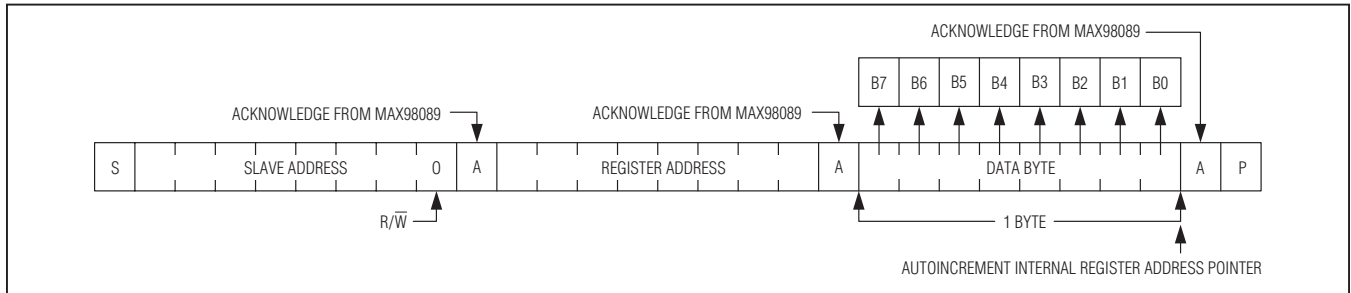 ACKNOWLEDGE FROM MAX98089
B7 B6 B5 B4 B3 B2 B1 B0
ACKNOWLEDGE FROM MAX98089 ACKNOWLEDGE FROM MAX98089
S SLAVE ADDRESS 0 A REGISTER ADDRESS A DATA BYTE A P
R/W̅ 1 BYTE
AUTOINCREMENT INTERNAL REGISTER ADDRESS POINTER